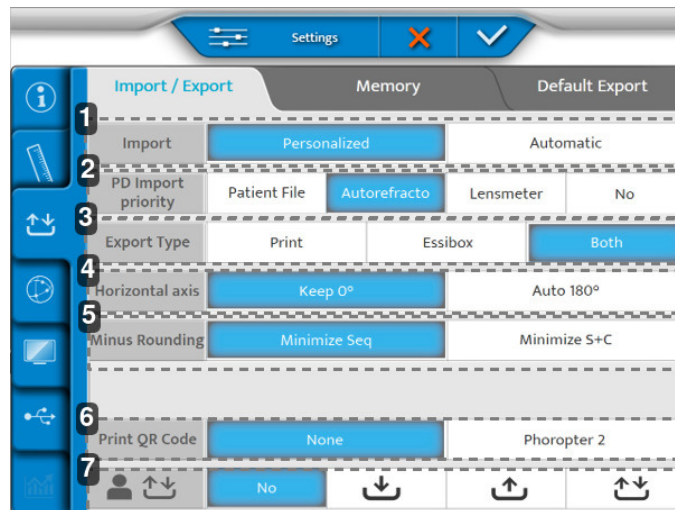 Settings
Import / Export Memory Default Export
1
Import Personalized Automatic
2
PD Import priority Patient File Autorefracto Lensmeter No
3
Export Type Print Essibox Both
4
Horizontal axis Keep 0° Auto 180°
5
Minus Rounding Minimize Seq Minimize S+C
6
Print QR Code None Phoropter 2
7
No